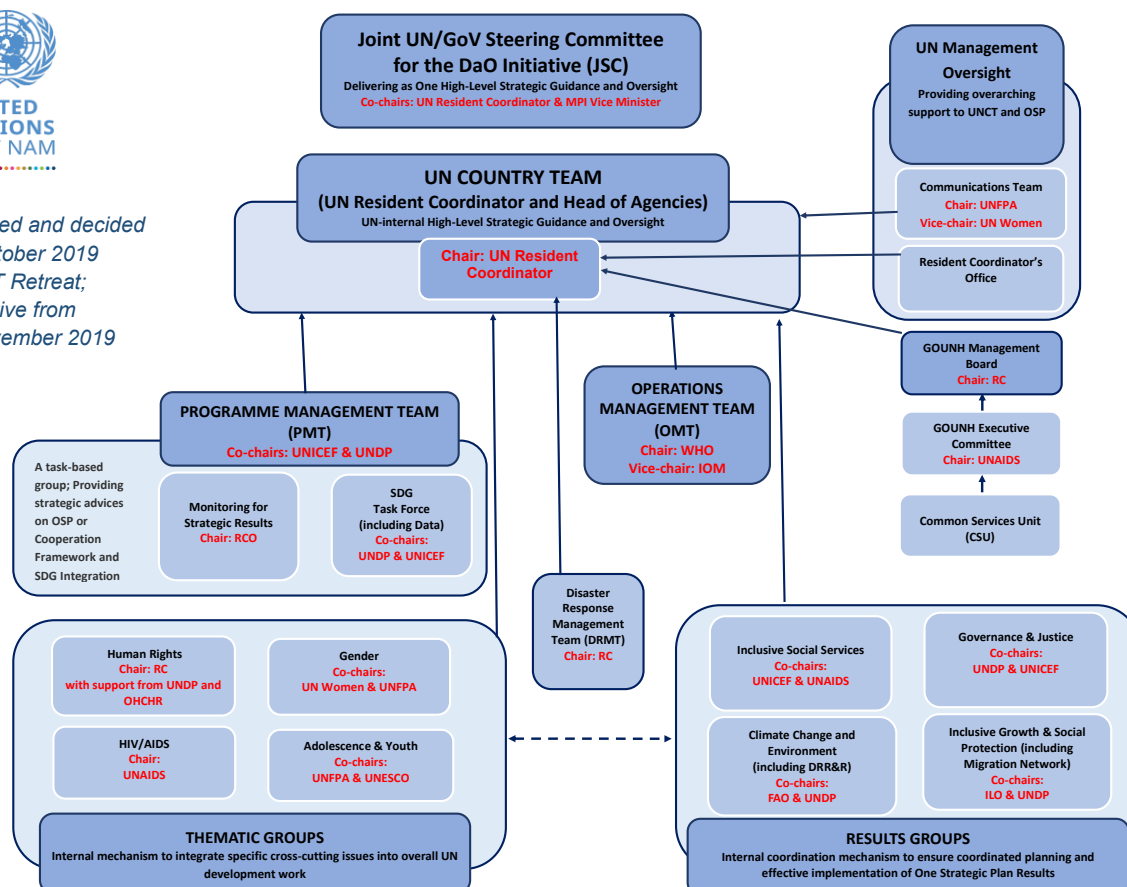 Joint UN/GoV Steering Committee
for the DaO Initiative (JSC)
Delivering as One High-Level Strategic Guidance and Oversight
Co-chairs: UN Resident Coordinator & MPI Vice Minister
UN Management
Oversight
Providing overarching
support to UNCT and OSP
Communications Team
Chair: UNFPA
Vice-chair: UN Women
Resident Coordinator's
Office
UN COUNTRY TEAM
(UN Resident Coordinator and Head of Agencies)
UN-internal High-Level Strategic Guidance and Oversight
Chair: UN Resident
Coordinator
NAM
and decided
2019
Retreat;
from
2019
GOUNH Management
Board
Chair: RC
GOUNH Executive
Committee
Chair: UNAIDS
Common Services Unit
(CSU)
PROGRAMME MANAGEMENT TEAM
(PMT)
Co-chairs: UNICEF & UNDP
A task-based
group; Providing
strategic advices
on OSP or
Cooperation
Framework and
SDG Integration
Monitoring for
Strategic Results
Chair: RCO
SDG
Task Force
(including Data)
Co-chairs:
UNDP & UNICEF
OPERATIONS
MANAGEMENT TEAM
(OMT)
Chair: WHO
Vice-chair: IOM
Disaster
Response
Management
Team (DRMT)
Chair: RC
Human Rights
Chair: RC
with support from UNDP and
OHCHR
Gender
Co-chairs:
UN Women & UNFPA
HIV/AIDS
Chair:
UNAIDS
Adolescence & Youth
Co-chairs:
UNFPA & UNESCO
THEMATIC GROUPS
Internal mechanism to integrate specific cross-cutting issues into overall UN
development work
Inclusive Social Services
Co-chairs:
UNICEF & UNAIDS
Governance & Justice
Co-chairs:
UNDP & UNICEF
Climate Change and
Environment
(including DRR&R)
Co-chairs:
FAO & UNDP
Inclusive Growth & Social
Protection (including
Migration Network)
Co-chairs:
ILO & UNDP
RESULTS GROUPS
Internal coordination mechanism to ensure coordinated planning and
effective implementation of One Strategic Plan Results